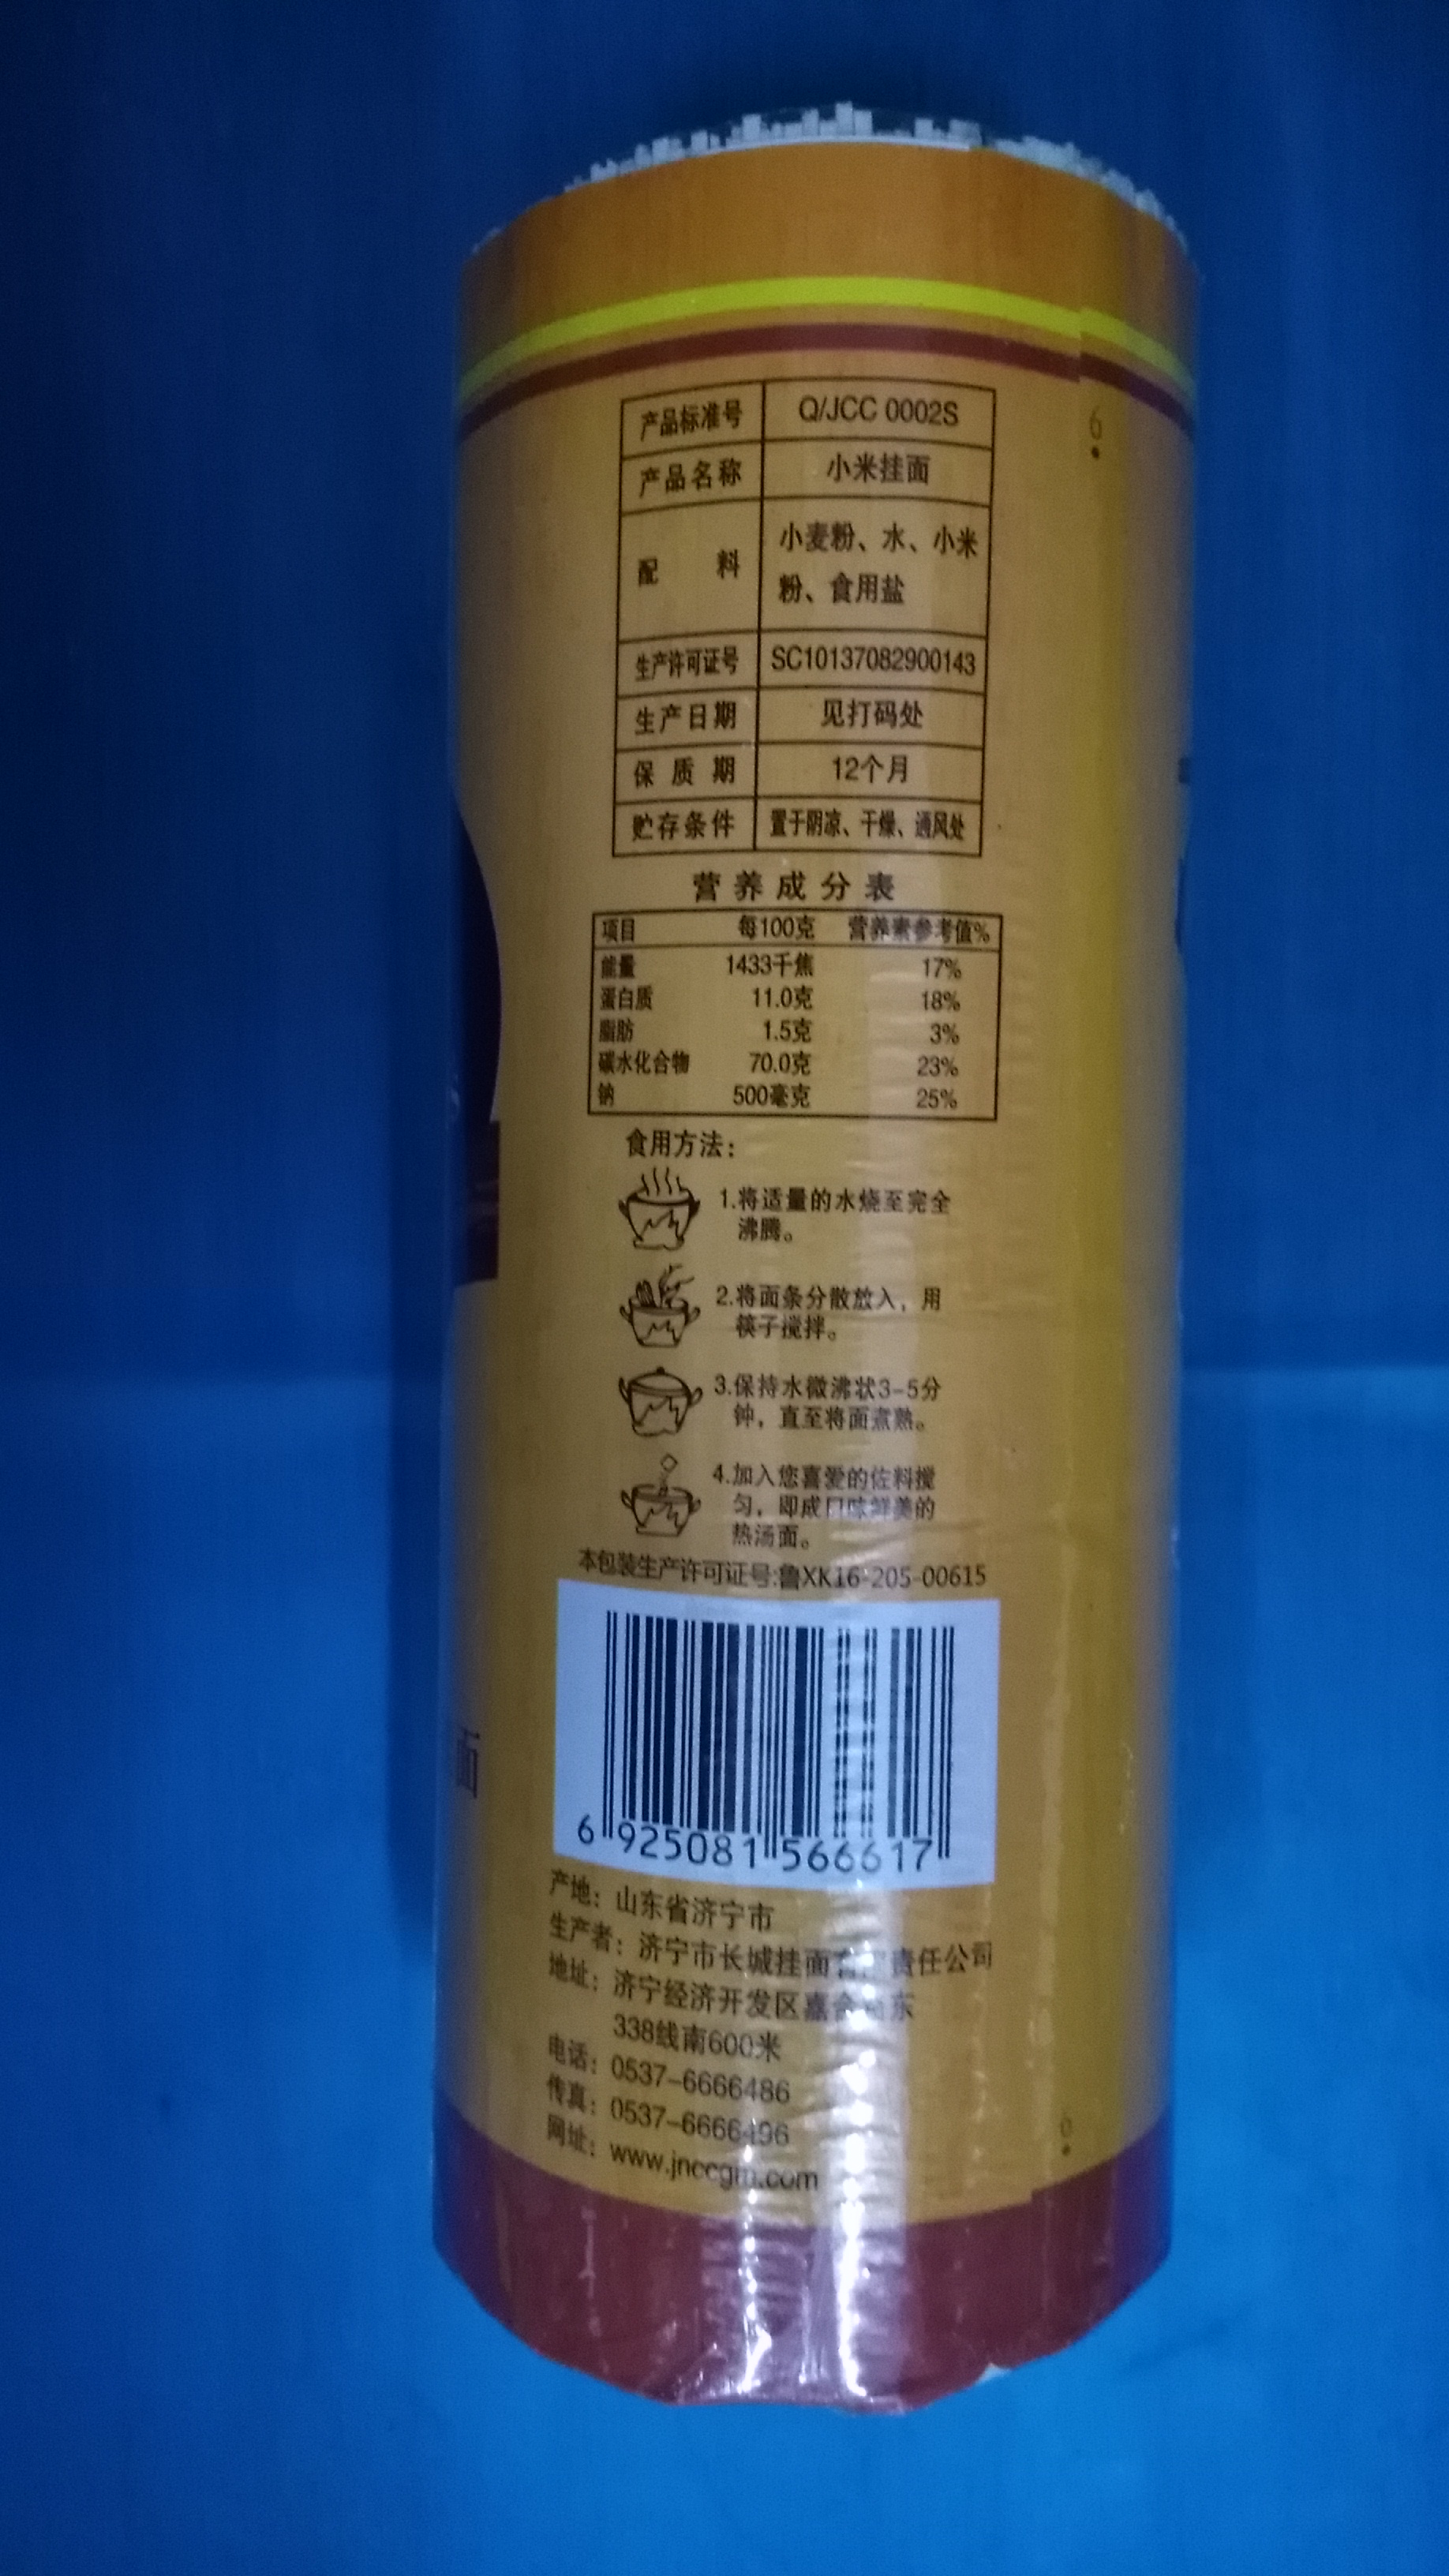 产品标准号 Q/JCC 0002S
产品名称 小米挂面
配料 小麦粉、水、小米
粉、食用盐
生产许可证号 SC10137082900143
生产日期 见打码处
保质期 12个月
贮存条件 置于阴凉、干燥、通风处
营养成分表
项目 每100克 营养素参考值%
能量 1433千焦 17%
蛋白质 11.0克 18%
脂肪 1.5克 3%
碳水化合物 70.0克 23%
钠 500毫克 25%
食用方法：
1.将适量的水烧至完全
沸腾。
2.将面条分散放入，用
筷子搅拌。
3.保持水微沸状3-5分
钟，直至将面煮熟。
4.加入您喜爱的佐料搅
匀，即成口味鲜美的
热汤面。
本包装生产许可证号:鲁XK16-205-00615
6 925081 566617
产地：山东省济宁市
生产者：济宁市长城挂面有限责任公司
地址：济宁经济开发区嘉金路东
338线南600米
电话：0537-6666486
传真：0537-6666496
网址：www.jnccgm.com
面
6
6